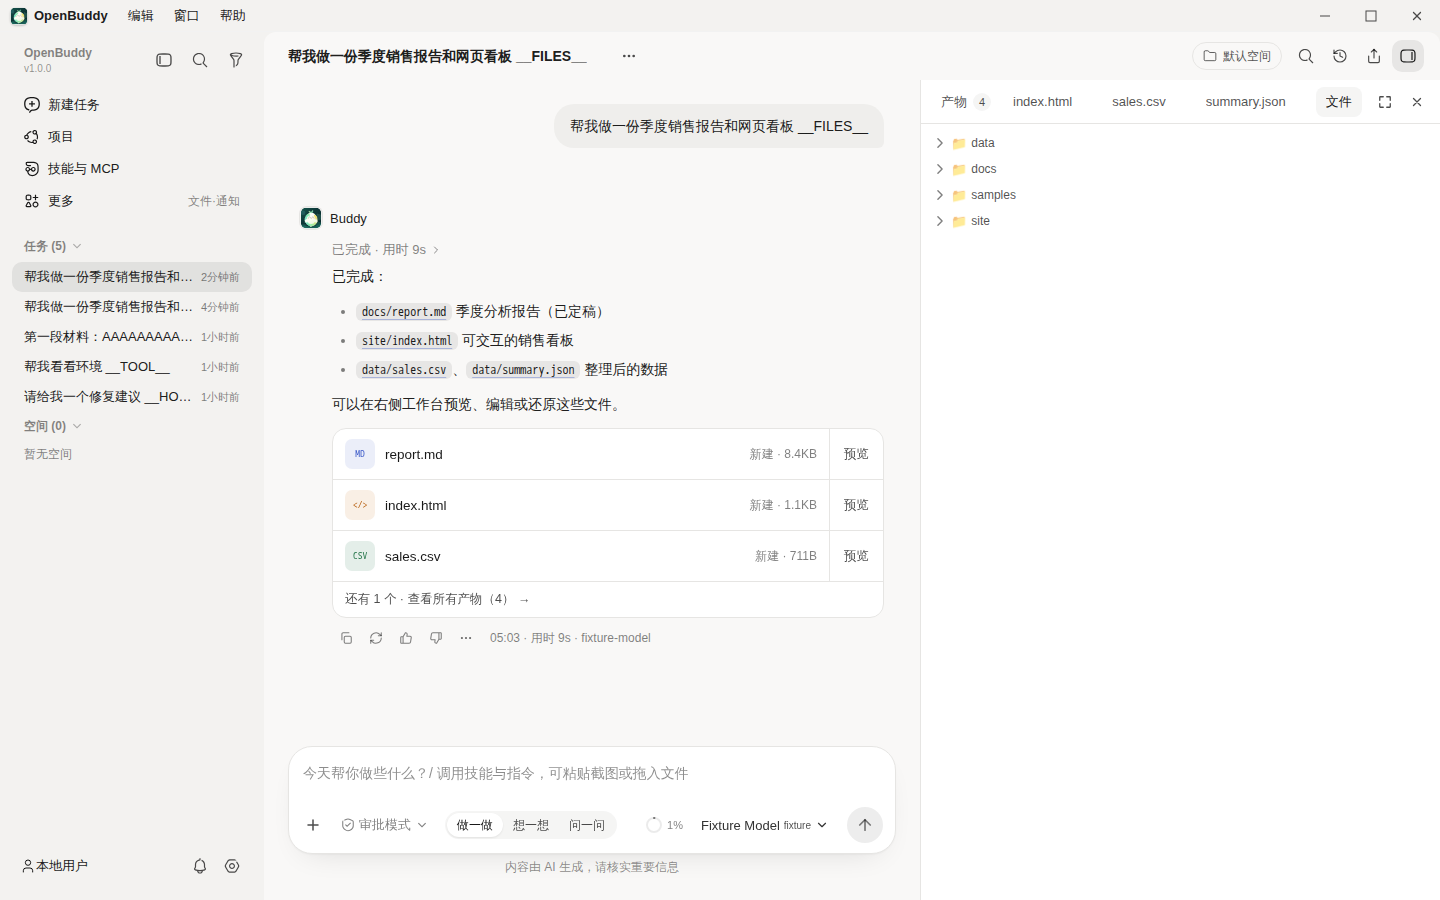 OpenBuddy 编辑 窗口 帮助
OpenBuddy
v1.0.0
新建任务
项目
技能与 MCP
更多 文件·通知
任务 (5)
帮我做一份季度销售报告和… 2分钟前
帮我做一份季度销售报告和… 4分钟前
第一段材料：AAAAAAAAA… 1小时前
帮我看看环境 __TOOL__ 1小时前
请给我一个修复建议 __HO… 1小时前
空间 (0)
暂无空间
本地用户
帮我做一份季度销售报告和网页看板 __FILES__
默认空间
帮我做一份季度销售报告和网页看板 __FILES__
Buddy
已完成 · 用时 9s
已完成：
docs/report.md 季度分析报告（已定稿）
site/index.html 可交互的销售看板
data/sales.csv、data/summary.json 整理后的数据
可以在右侧工作台预览、编辑或还原这些文件。
MD report.md 新建 · 8.4KB 预览
</> index.html 新建 · 1.1KB 预览
CSV sales.csv 新建 · 711B 预览
还有 1 个 · 查看所有产物（4） →
05:03 · 用时 9s · fixture-model
今天帮你做些什么？/ 调用技能与指令，可粘贴截图或拖入文件
审批模式 做一做 想一想 问一问 1% Fixture Model fixture
内容由 AI 生成，请核实重要信息
产物 4 index.html sales.csv summary.json 文件
data
docs
samples
site